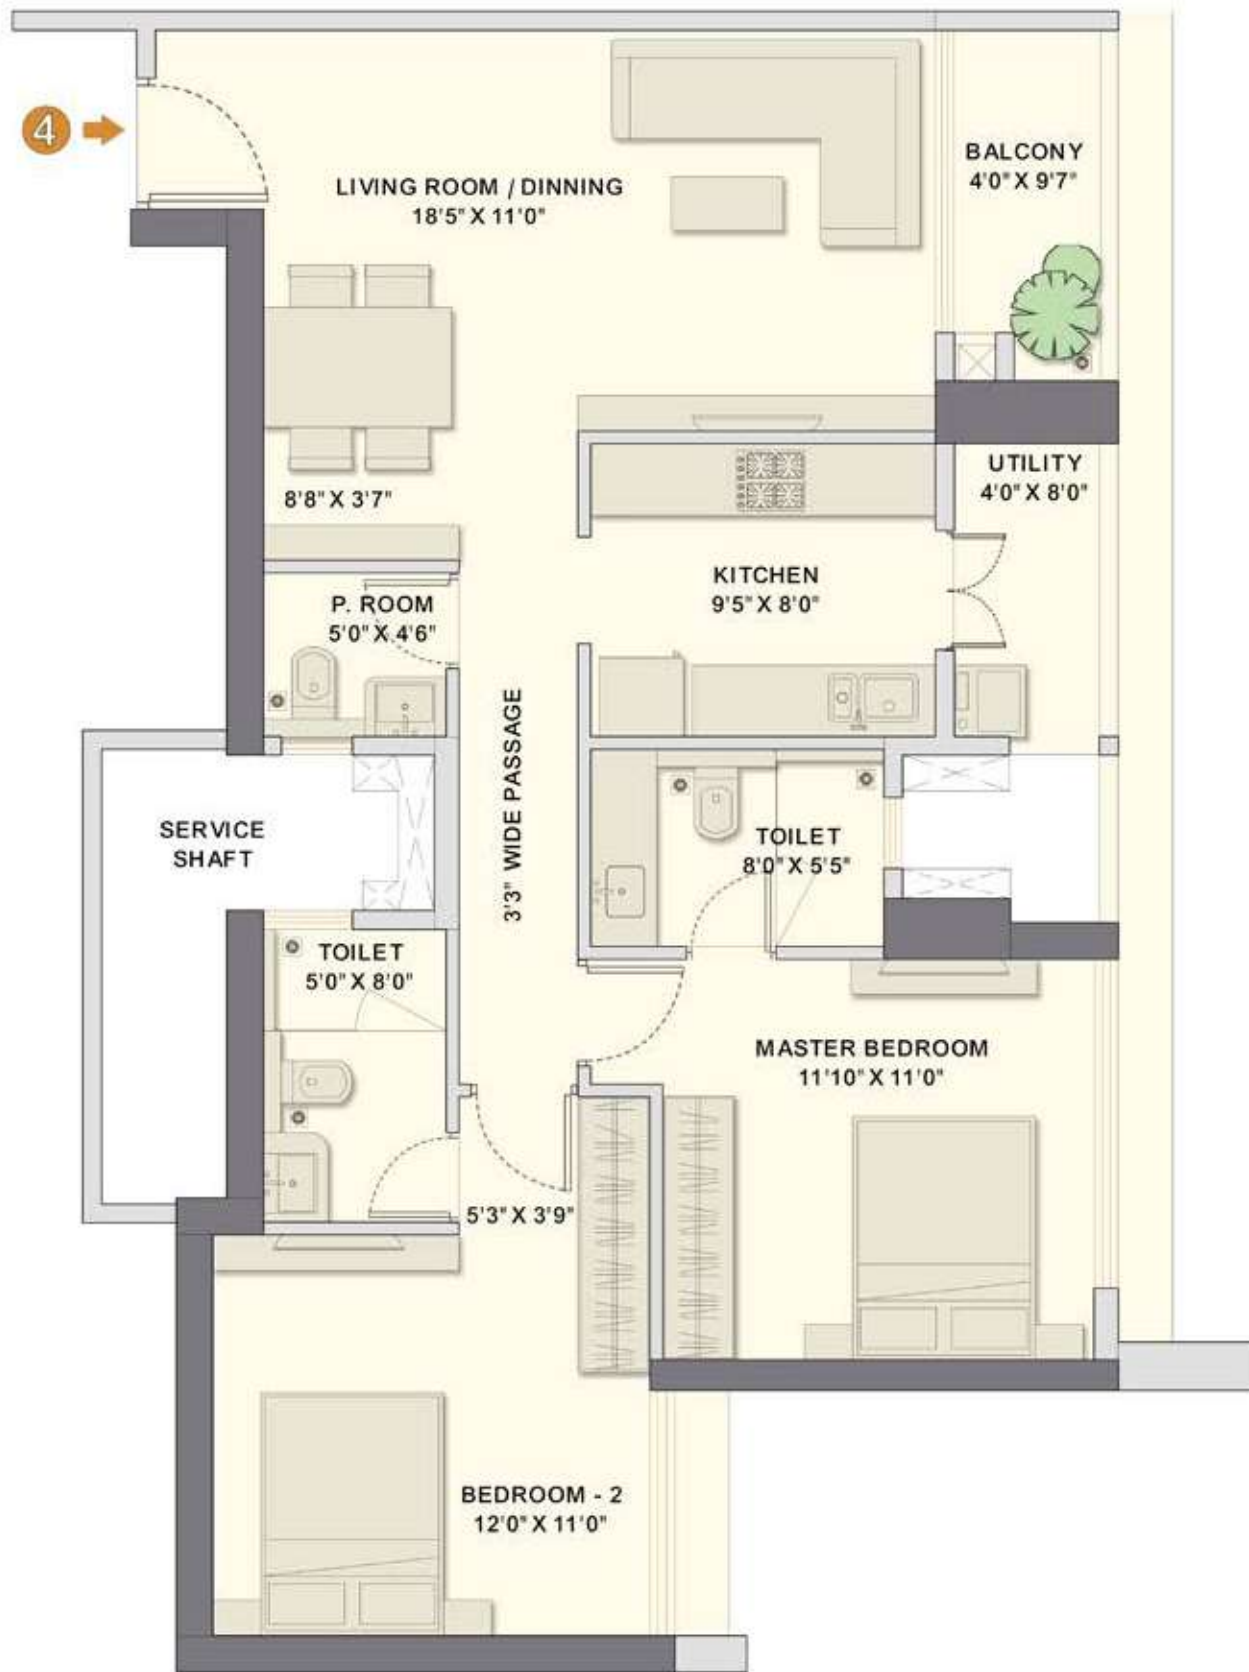 4
LIVING ROOM / DINNING
18'5" X 11'0"
BALCONY
4'0" X 9'7"
8'8" X 3'7"
UTILITY
4'0" X 8'0"
KITCHEN
9'5" X 8'0"
P. ROOM
5'0" X 4'6"
3'3" WIDE PASSAGE
SERVICE
SHAFT
TOILET
8'0" X 5'5"
TOILET
5'0" X 8'0"
MASTER BEDROOM
11'10" X 11'0"
5'3" X 3'9"
BEDROOM - 2
12'0" X 11'0"